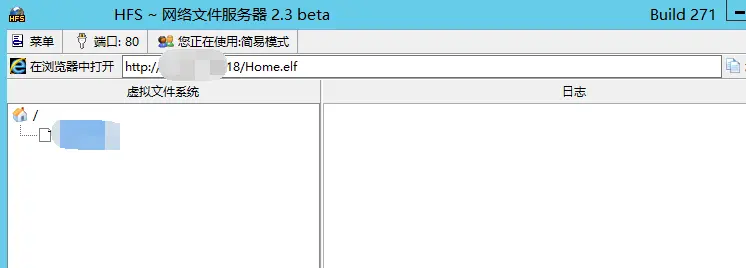 HFS
HFS ~ 网络文件服务器 2.3 beta
Build 271
菜单
端口: 80
您正在使用:简易模式
在浏览器中打开
http://
18/Home.elf
虚拟文件系统
日志
/